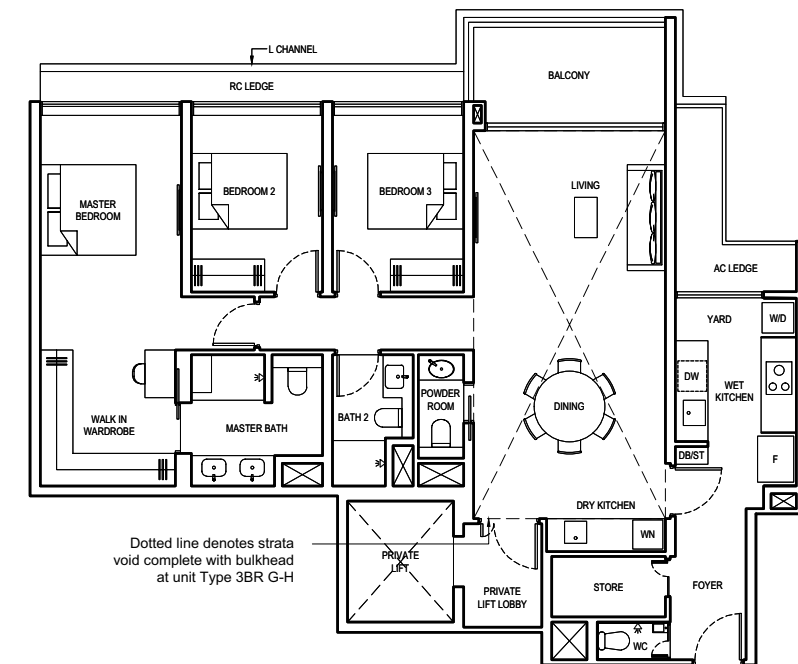 L CHANNEL
RC LEDGE
BALCONY
MASTER
BEDROOM
BEDROOM 2
BEDROOM 3
LIVING
AC LEDGE
YARD
W/D
DW
WET
KITCHEN
WALK IN
WARDROBE
MASTER BATH
BATH 2
POWDER
ROOM
DINING
DB/ST
F
DRY KITCHEN
WN
Dotted line denotes strata
void complete with bulkhead
at unit Type 3BR G-H
PRIVATE
LIFT
PRIVATE
LIFT LOBBY
STORE
FOYER
WC